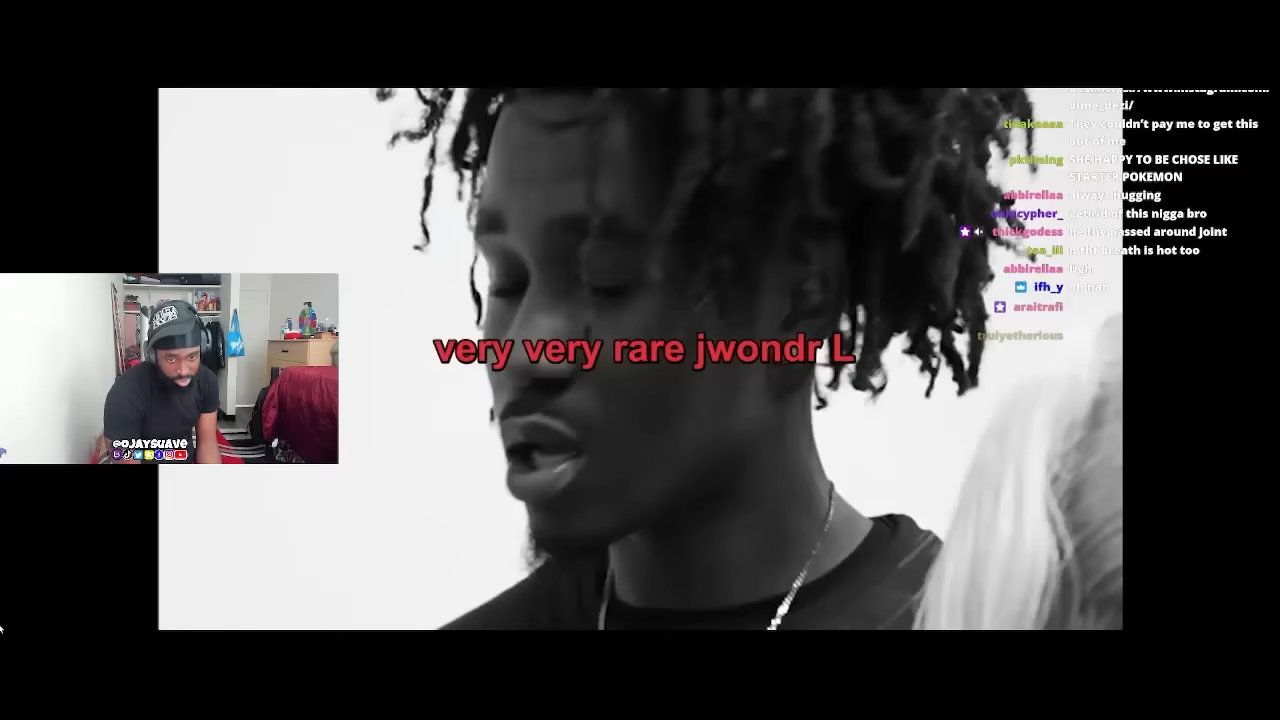 dime_dezi/
They couldn't pay me to get this
out of me
pkdiming SHE HAPPY TO BE CHOSE LIKE
STARTER POKEMON
abbirellaa always hugging
get rid of this nigga bro
thickgodess he the passed around joint
breath is hot too
abbirellaa Ugh
ifh_y oh nah
araitrafi
trulyetherious
very very rare jwondr L
@OJAYSUAVE